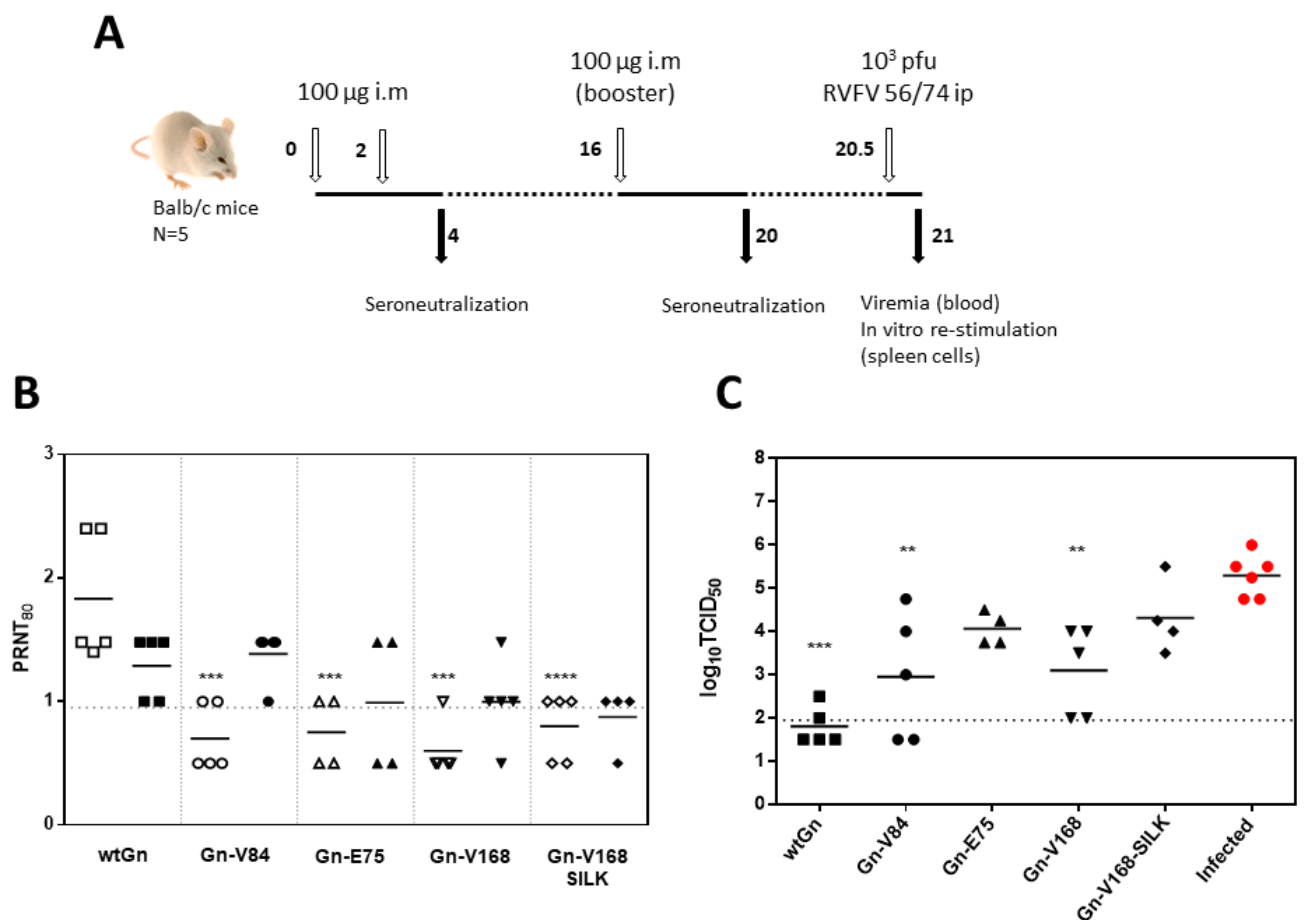 A
100 µg i.m
100 µg i.m
(booster)
10³ pfu
RVFV 56/74 ip
0
2
16
20.5
Balb/c mice
N=5
4
20
21
Seroneutralization
Seroneutralization
Viremia (blood)
In vitro re-stimulation
(spleen cells)
B
PRNT₈₀
3
2
1
0
***
***
***
****
wtGn
Gn-V84
Gn-E75
Gn-V168
Gn-V168
SILK
C
log₁₀TCID₅₀
8
7
6
5
4
3
2
1
0
***
**
**
wtGn
Gn-V84
Gn-E75
Gn-V168
Gn-V168-SILK
Infected